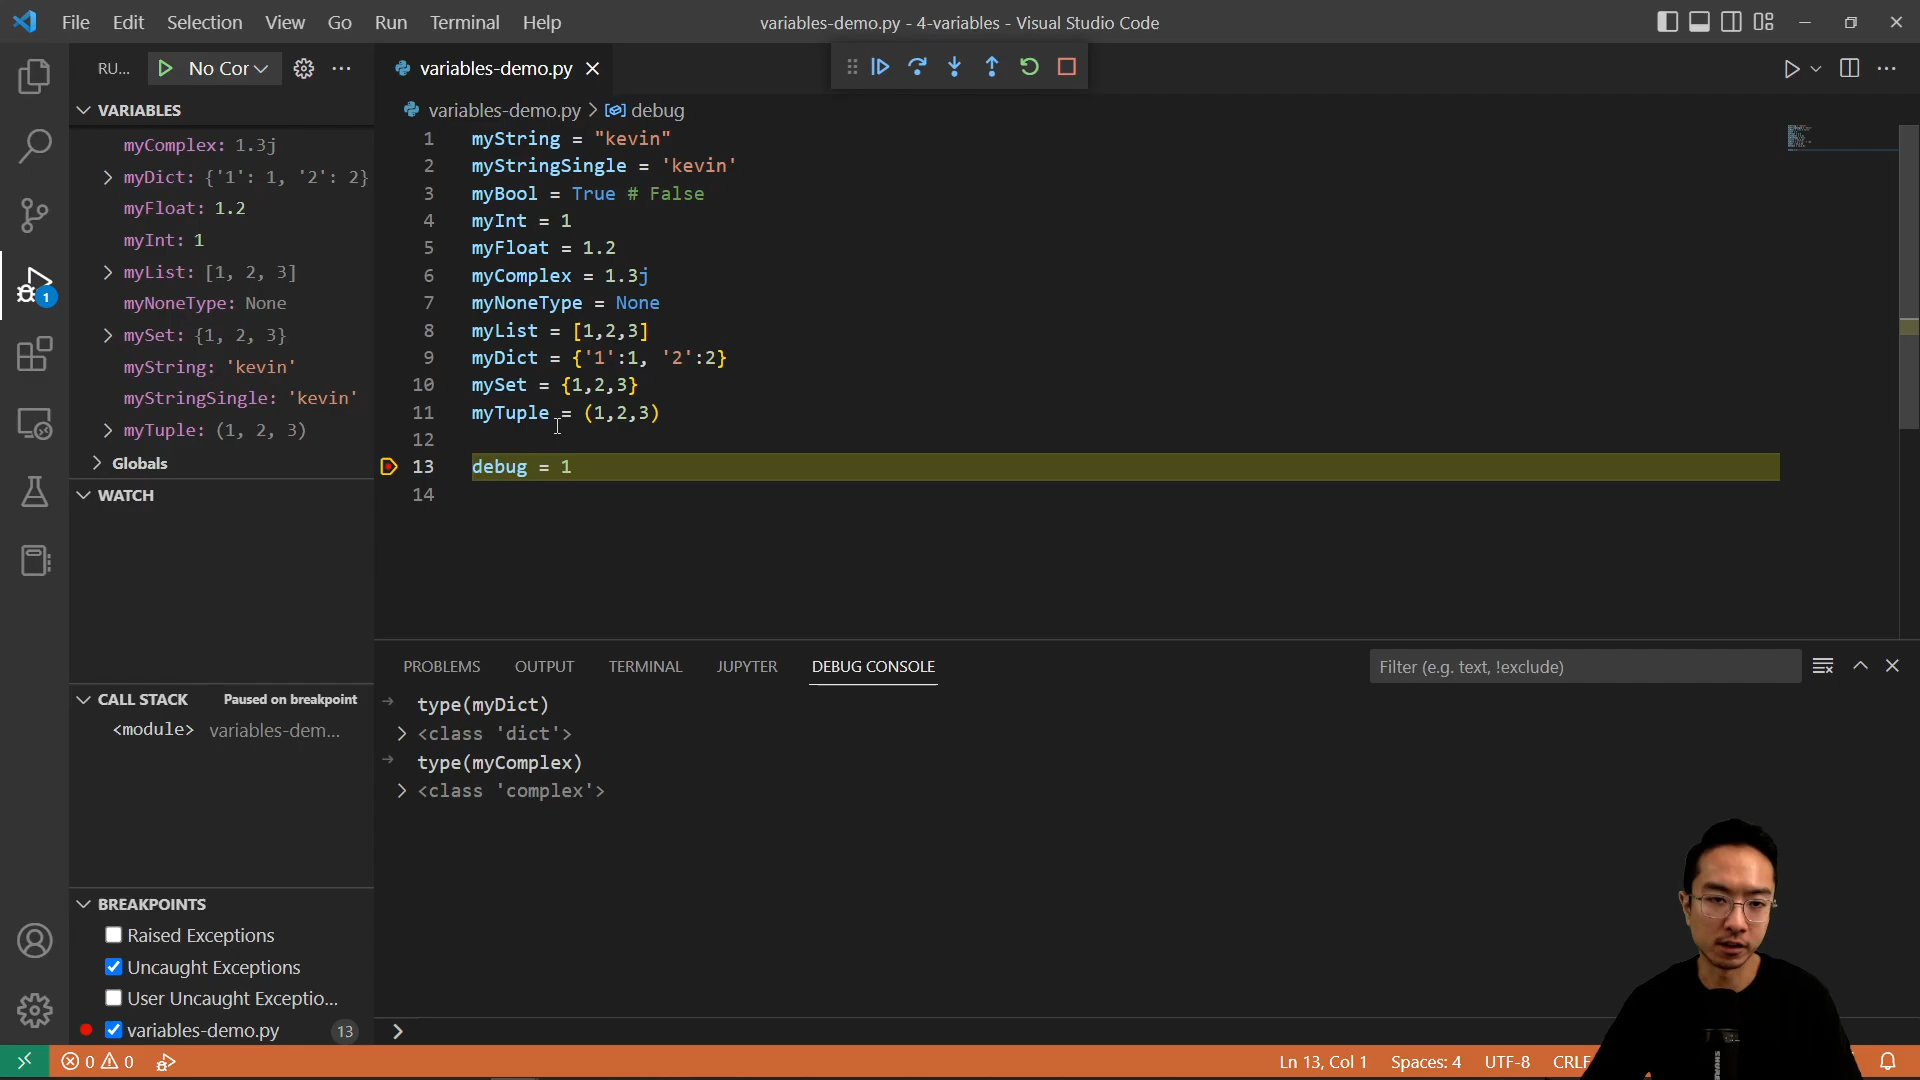 File Edit Selection View Go Run Terminal Help
variables-demo.py - 4-variables - Visual Studio Code
RU... No Cor
variables-demo.py
VARIABLES
myComplex: 1.3j
myDict: {'1': 1, '2': 2}
myFloat: 1.2
myInt: 1
myList: [1, 2, 3]
myNoneType: None
mySet: {1, 2, 3}
myString: 'kevin'
myStringSingle: 'kevin'
myTuple: (1, 2, 3)
Globals
WATCH
CALL STACK Paused on breakpoint
<module> variables-dem...
BREAKPOINTS
Raised Exceptions
Uncaught Exceptions
User Uncaught Exceptio...
variables-demo.py 13
1
variables-demo.py > debug
1 myString = "kevin"
2 myStringSingle = 'kevin'
3 myBool = True # False
4 myInt = 1
5 myFloat = 1.2
6 myComplex = 1.3j
7 myNoneType = None
8 myList = [1,2,3]
9 myDict = {'1':1, '2':2}
10 mySet = {1,2,3}
11 myTuple = (1,2,3)
12
13 debug = 1
14
PROBLEMS OUTPUT TERMINAL JUPYTER DEBUG CONSOLE
Filter (e.g. text, !exclude)
type(myDict)
<class 'dict'>
type(myComplex)
<class 'complex'>
0 0
Ln 13, Col 1 Spaces: 4 UTF-8 CRLF